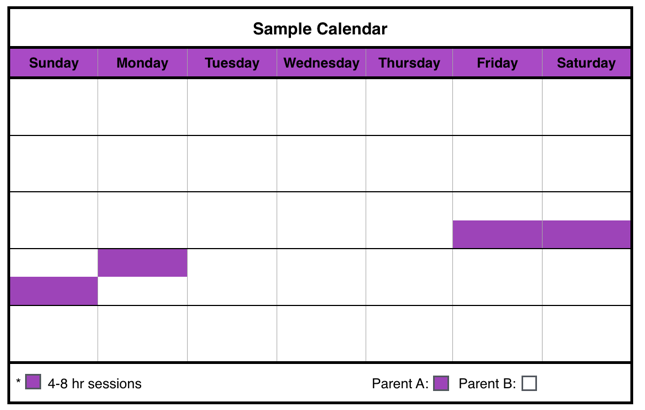 Sample Calendar
Sunday Monday Tuesday Wednesday Thursday Friday Saturday
* 4-8 hr sessions Parent A: Parent B: